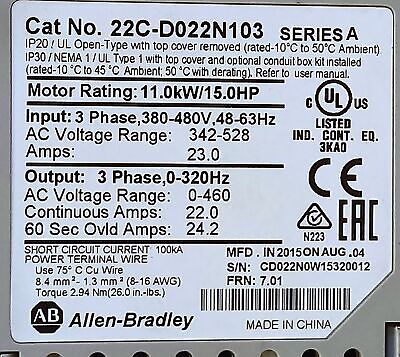 Cat No. 22C-D022N103 SERIES A
IP20 / UL Open-Type with top cover removed (rated-10°C to 50°C Ambient)
IP30 / NEMA 1 / UL Type 1 with top cover and optional conduit box kit installed
(rated-10°C to 45°C Ambient; 50°C with derating). Refer to user manual.
Motor Rating: 11.0kW/15.0HP
Input: 3 Phase,380-480V,48-63Hz
AC Voltage Range: 342-528
Amps: 23.0
Output: 3 Phase,0-320Hz
AC Voltage Range: 0-460
Continuous Amps: 22.0
60 Sec Ovld Amps: 24.2
C UL US
LISTED
IND. CONT. EQ.
3KA0
CE
N223
EAC
SHORT CIRCUIT CURRENT 100kA
POWER TERMINAL WIRE
Use 75°C Cu Wire
8.4 mm²- 1.3 mm² (8-16 AWG)
Torque 2.94 Nm(26.0 in.-lbs.)
MFD . IN 2015ON AUG .04
S/N: CD022N0W15320012
FRN: 7.01
AB Allen-Bradley
MADE IN CHINA